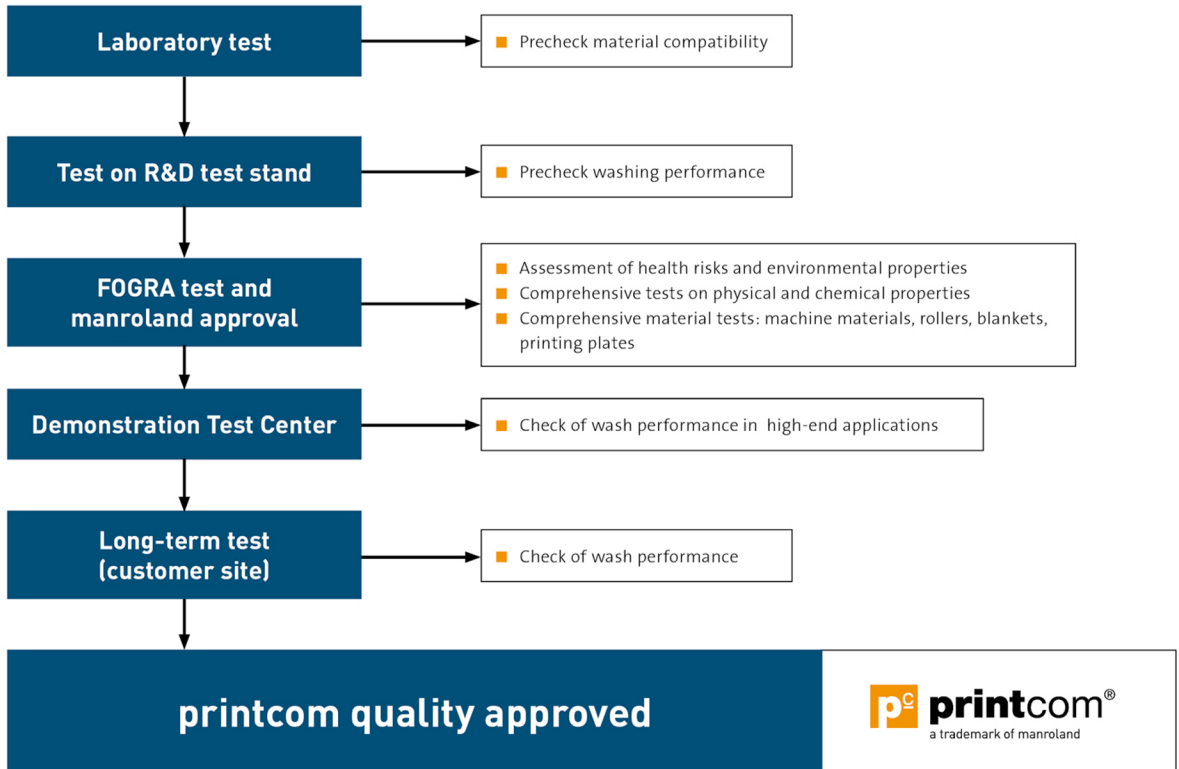 Laboratory test
Precheck material compatibility
Test on R&D test stand
Precheck washing performance
FOGRA test and
manroland approval
Assessment of health risks and environmental properties
Comprehensive tests on physical and chemical properties
Comprehensive material tests: machine materials, rollers, blankets,
printing plates
Demonstration Test Center
Check of wash performance in high-end applications
Long-term test
(customer site)
Check of wash performance
printcom quality approved
pc printcom®
a trademark of manroland